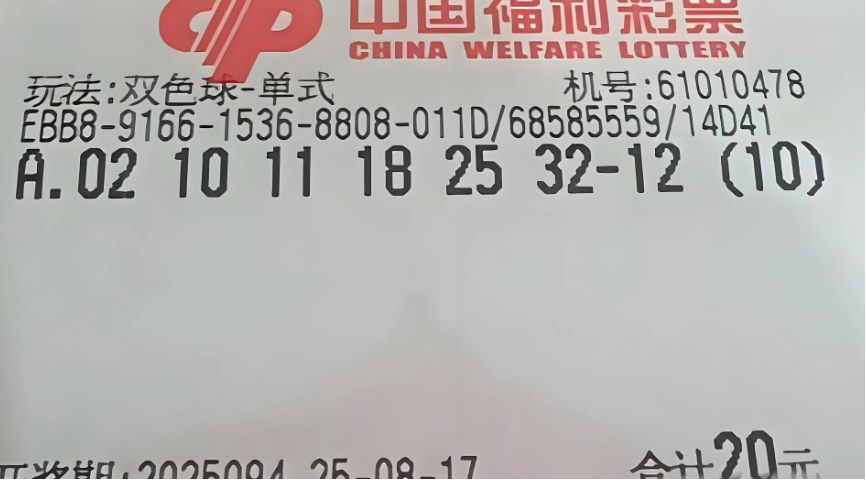 中国福利彩票
CHINA WELFARE LOTTERY
玩法:双色球-单式 机号:61010478
EBB8-9166-1536-8808-011D/68585559/14D41
A.02 10 11 18 25 32-12 (10)
开奖期:2025094 25-08-17 合计20元